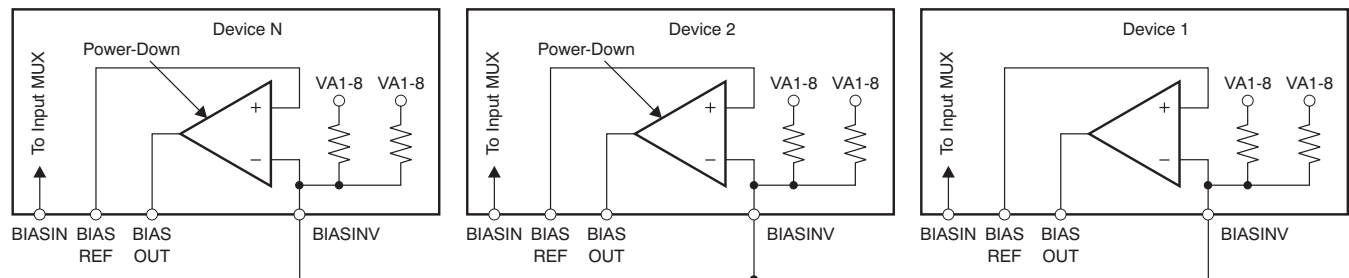 Device N
Power-Down
To Input MUX
VA1-8 VA1-8
+
−
BIASIN BIAS REF BIAS OUT BIASINV
Device 2
Power-Down
To Input MUX
VA1-8 VA1-8
+
−
BIASIN BIAS REF BIAS OUT BIASINV
Device 1
To Input MUX
VA1-8 VA1-8
+
−
BIASIN BIAS REF BIAS OUT BIASINV